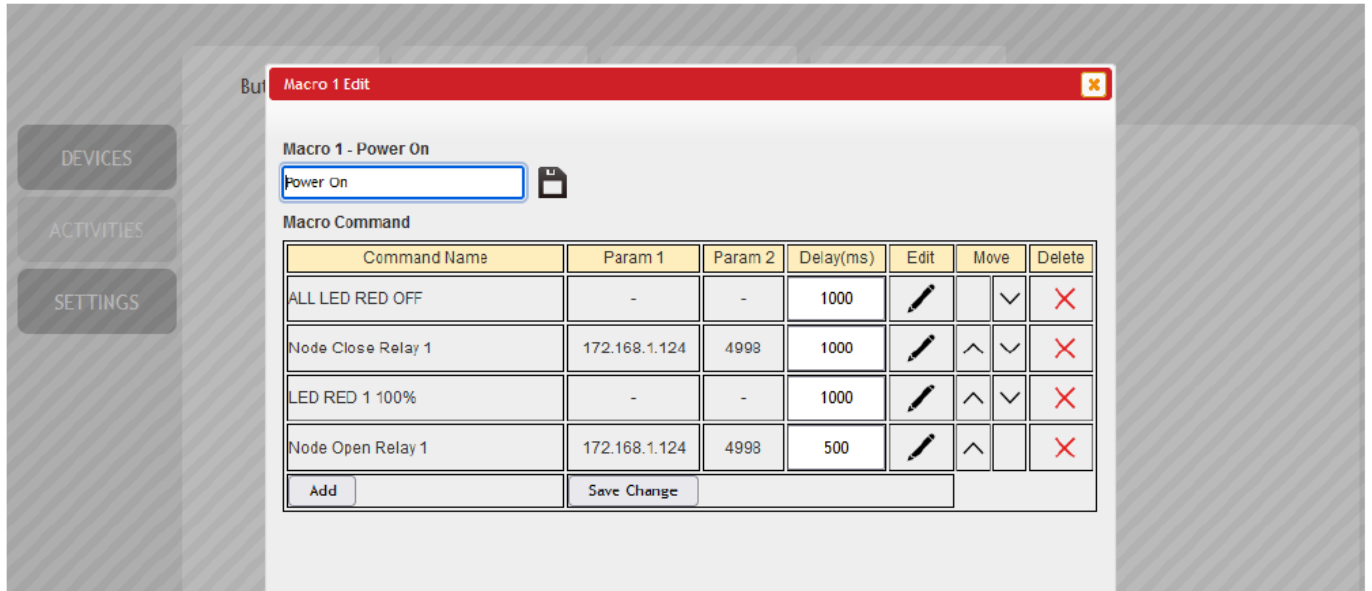 But
Macro 1 Edit
DEVICES
ACTIVITIES
SETTINGS
Macro 1 - Power On
Power On
Macro Command
Command Name Param 1 Param 2 Delay(ms) Edit Move Delete
ALL LED RED OFF - - 1000
Node Close Relay 1 172.168.1.124 4998 1000
LED RED 1 100% - - 1000
Node Open Relay 1 172.168.1.124 4998 500
Add Save Change